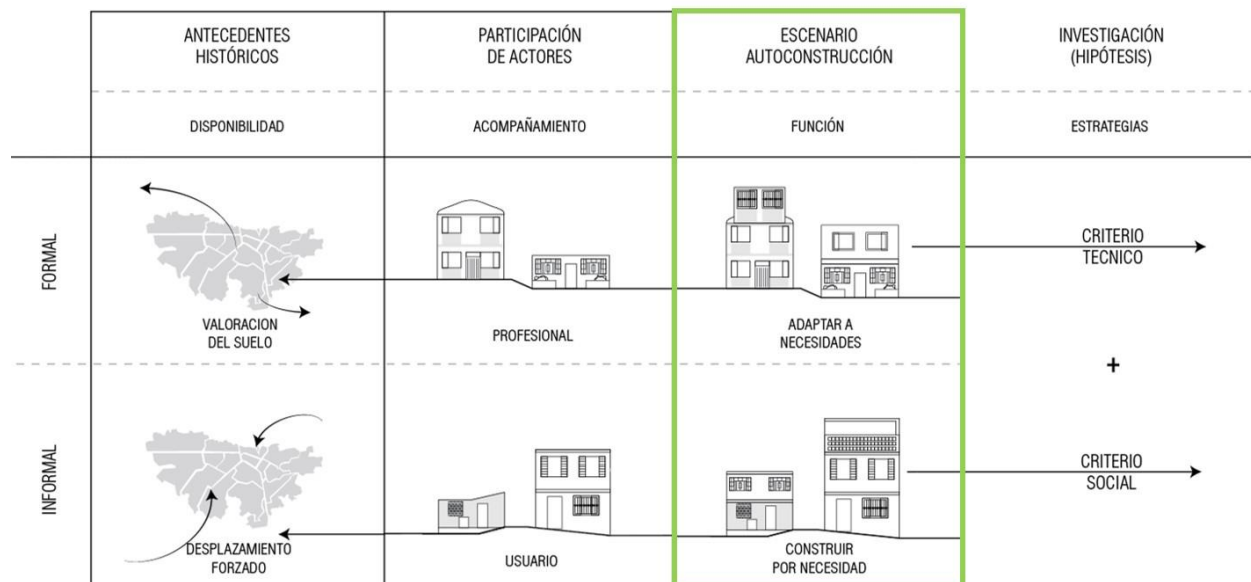 ANTECEDENTES
HISTÓRICOS
PARTICIPACIÓN
DE ACTORES
ESCENARIO
AUTOCONSTRUCCIÓN
INVESTIGACIÓN
(HIPÓTESIS)
DISPONIBILIDAD
ACOMPAÑAMIENTO
FUNCIÓN
ESTRATEGIAS
FORMAL
VALORACION
DEL SUELO
PROFESIONAL
ADAPTAR A
NECESIDADES
CRITERIO
TECNICO
+
INFORMAL
DESPLAZAMIENTO
FORZADO
USUARIO
CONSTRUIR
POR NECESIDAD
CRITERIO
SOCIAL